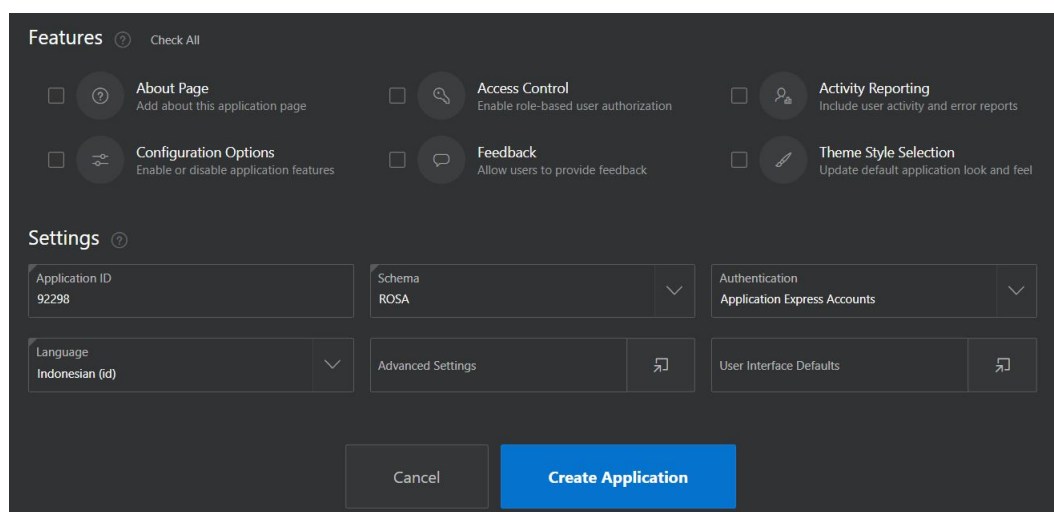 Features Check All
About Page
Add about this application page
Access Control
Enable role-based user authorization
Activity Reporting
Include user activity and error reports
Configuration Options
Enable or disable application features
Feedback
Allow users to provide feedback
Theme Style Selection
Update default application look and feel
Settings
Application ID
92298
Schema
ROSA
Authentication
Application Express Accounts
Language
Indonesian (id)
Advanced Settings
User Interface Defaults
Cancel
Create Application